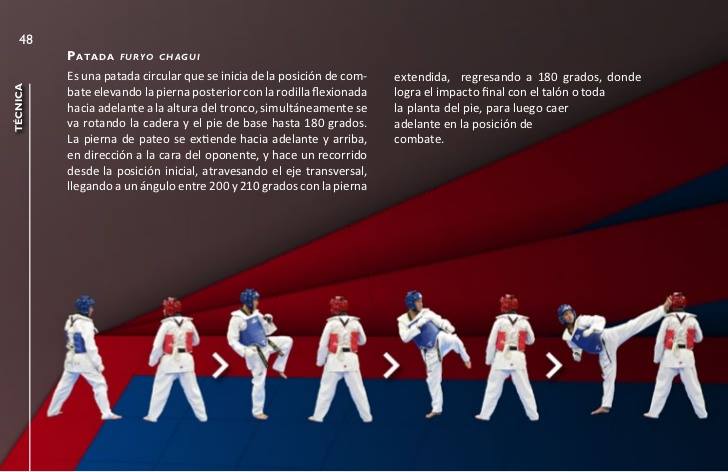 48
TÉCNICA
PATADA FURYO CHAGUI
Es una patada circular que se inicia de la posición de com-
bate elevando la pierna posterior con la rodilla flexionada
hacia adelante a la altura del tronco, simultáneamente se
va rotando la cadera y el pie de base hasta 180 grados.
La pierna de pateo se extiende hacia adelante y arriba,
en dirección a la cara del oponente, y hace un recorrido
desde la posición inicial, atravesando el eje transversal,
llegando a un ángulo entre 200 y 210 grados con la pierna
extendida, regresando a 180 grados, donde
logra el impacto final con el talón o toda
la planta del pie, para luego caer
adelante en la posición de
combate.